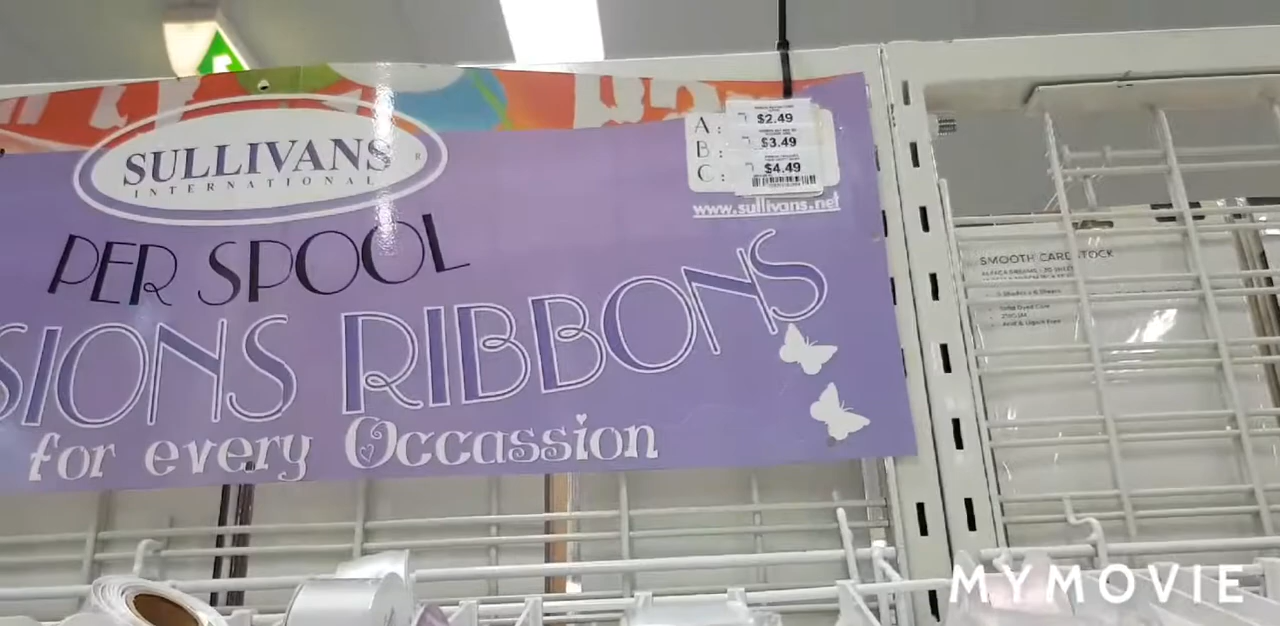 SULLIVANS
INTERNATIONAL
PER SPOOL
SIONS RIBBONS
for every Occassion
A: $2.49
B: $3.49
C: $4.49
www.sullivans.net
SMOOTH CARDSTOCK
MYMOVIE